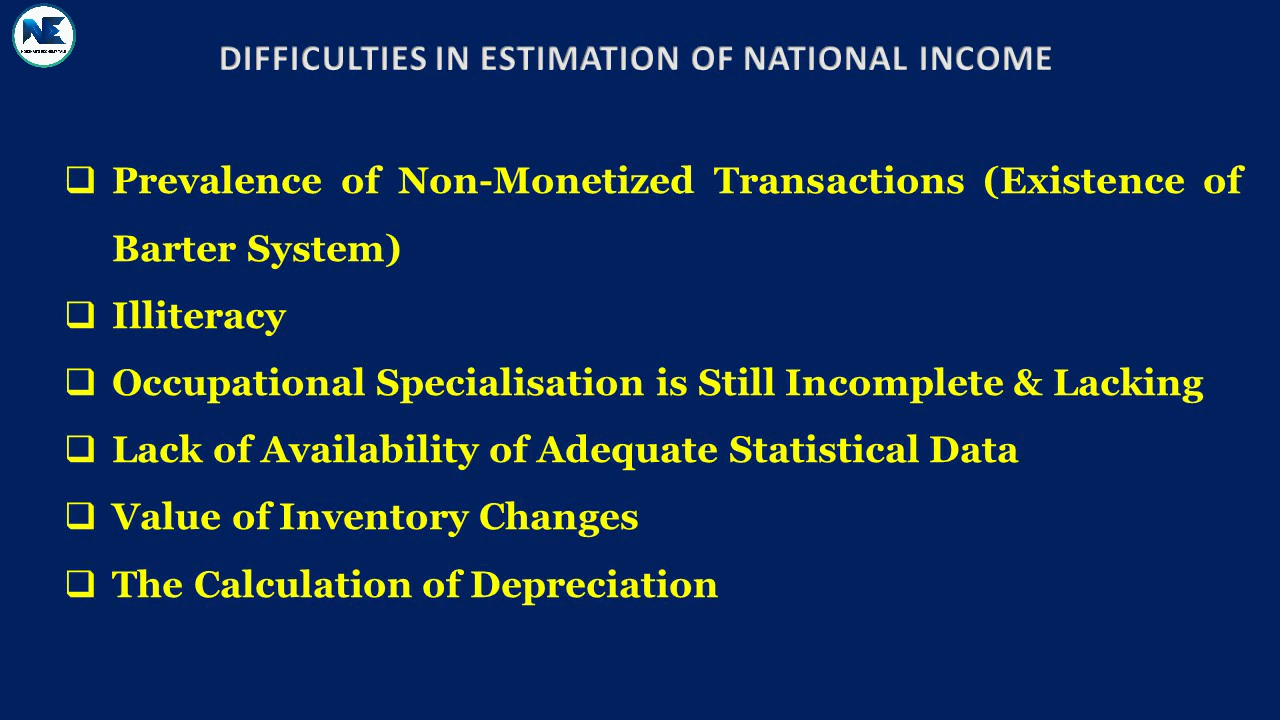 NE
DIFFICULTIES IN ESTIMATION OF NATIONAL INCOME
Prevalence of Non-Monetized Transactions (Existence of
Barter System)
Illiteracy
Occupational Specialisation is Still Incomplete & Lacking
Lack of Availability of Adequate Statistical Data
Value of Inventory Changes
The Calculation of Depreciation